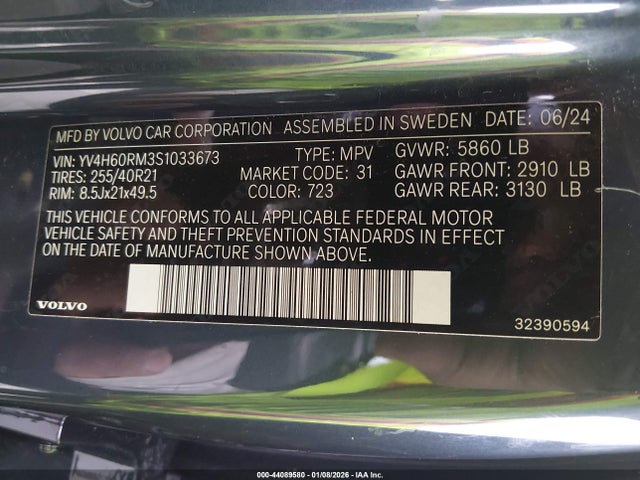 MFD BY VOLVO CAR CORPORATION ASSEMBLED IN SWEDEN DATE: 06/24
VIN: YV4H60RM3S1033673 TYPE: MPV GVWR: 5860 LB
TIRES: 255/40R21 MARKET CODE: 31 GAWR FRONT: 2910 LB
RIM: 8.5Jx21x49.5 COLOR: 723 GAWR REAR: 3130 LB
THIS VEHICLE CONFORMS TO ALL APPLICABLE FEDERAL MOTOR
VEHICLE SAFETY AND THEFT PREVENTION STANDARDS IN EFFECT
ON THE DATE OF MANUFACTURE SHOWN ABOVE.
VOLVO
32390594
000-44089580 - 01/08/2026 - IAA Inc.